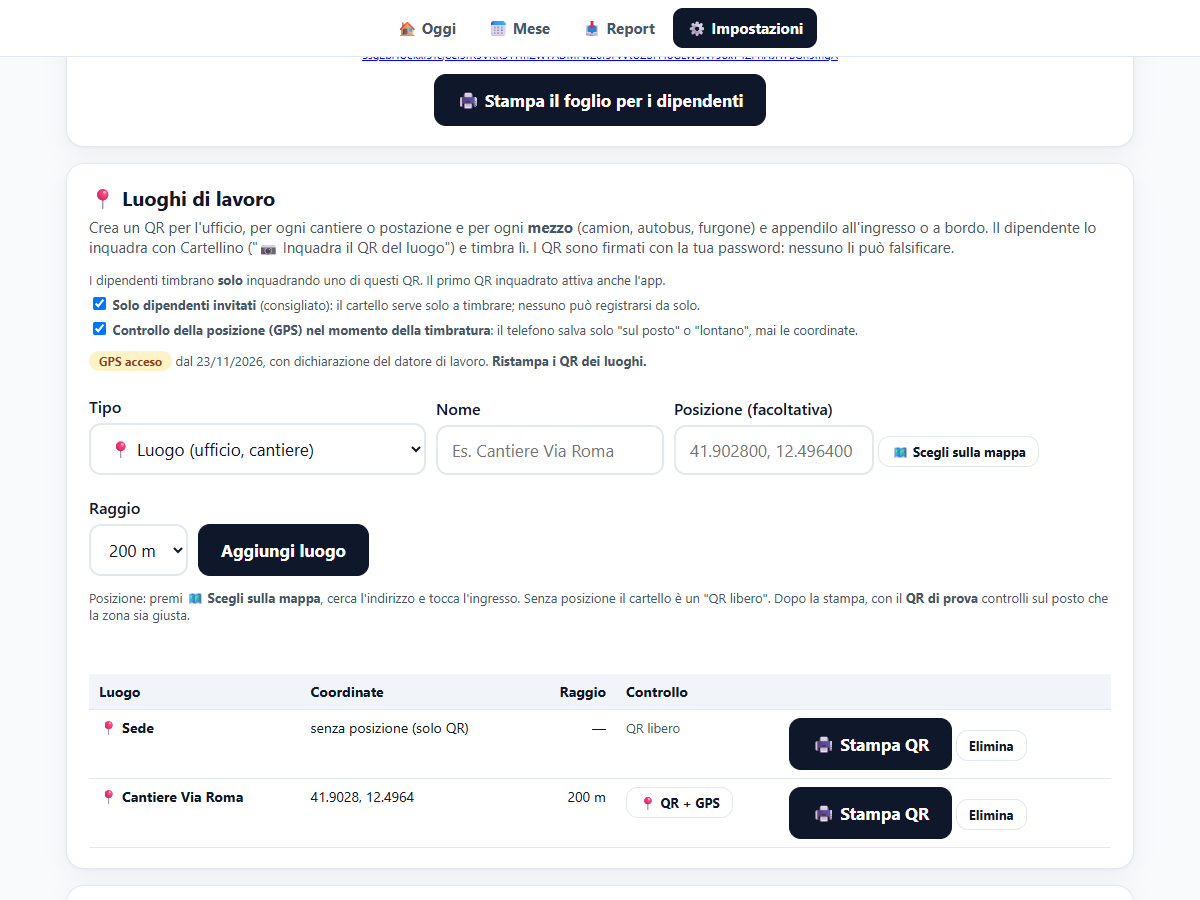 Oggi
Mese
Report
Impostazioni
Stampa il foglio per i dipendenti
Luoghi di lavoro
Crea un QR per l'ufficio, per ogni cantiere o postazione e per ogni mezzo (camion, autobus, furgone) e appendilo all'ingresso o a bordo. Il dipendente lo
inquadra con Cartellino ("📷 Inquadra il QR del luogo") e timbra lì. I QR sono firmati con la tua password: nessuno li può falsificare.
I dipendenti timbrano solo inquadrando uno di questi QR. Il primo QR inquadrato attiva anche l'app.
Solo dipendenti invitati (consigliato): il cartello serve solo a timbrare; nessuno può registrarsi da solo.
Controllo della posizione (GPS) nel momento della timbratura: il telefono salva solo "sul posto" o "lontano", mai le coordinate.
GPS acceso dal 23/11/2026, con dichiarazione del datore di lavoro. Ristampa i QR dei luoghi.
Tipo
Nome
Posizione (facoltativa)
Luogo (ufficio, cantiere)
Es. Cantiere Via Roma
41.902800, 12.496400
Scegli sulla mappa
Raggio
200 m
Aggiungi luogo
Posizione: premi 🗺️ Scegli sulla mappa, cerca l'indirizzo e tocca l'ingresso. Senza posizione il cartello è un "QR libero". Dopo la stampa, con il QR di prova controlli sul posto che
la zona sia giusta.
Luogo Coordinate Raggio Controllo
Sede senza posizione (solo QR) — QR libero Stampa QR Elimina
Cantiere Via Roma 41.9028, 12.4964 200 m QR + GPS Stampa QR Elimina